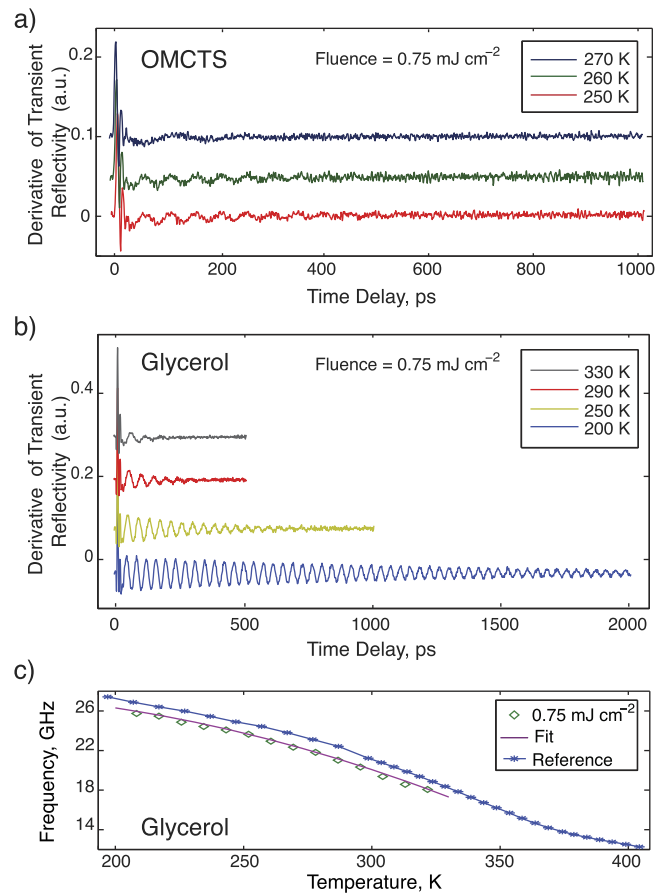 a)
OMCTS
Fluence = 0.75 mJ cm⁻²
270 K
260 K
250 K
Derivative of Transient
Reflectivity (a.u.)
0.2
0.1
0
0 200 400 600 800 1000
Time Delay, ps
b)
Glycerol
Fluence = 0.75 mJ cm⁻²
330 K
290 K
250 K
200 K
Derivative of Transient
Reflectivity (a.u.)
0.4
0.2
0
0 500 1000 1500 2000
Time Delay, ps
c)
0.75 mJ cm⁻²
Fit
Reference
Frequency, GHz
26
22
18
14
Glycerol
200 250 300 350 400
Temperature, K